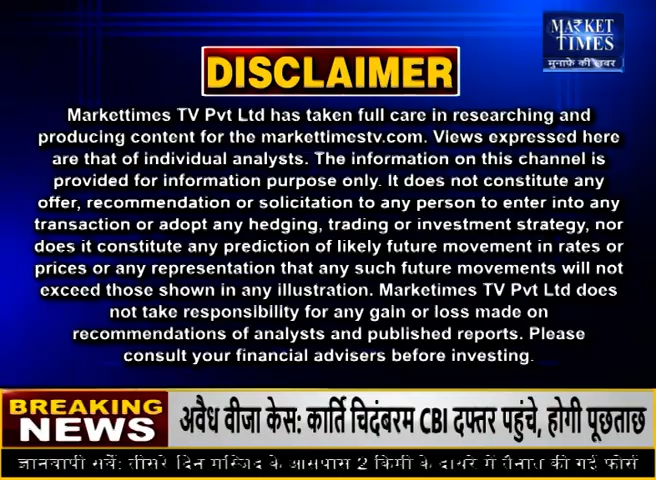 MARKET
TIMES
मुनाफे की खबर
DISCLAIMER
Markettimes TV Pvt Ltd has taken full care in researching and
producing content for the markettimestv.com. Views expressed here
are that of individual analysts. The information on this channel is
provided for information purpose only. It does not constitute any
offer, recommendation or solicitation to any person to enter into any
transaction or adopt any hedging, trading or investment strategy, nor
does it constitute any prediction of likely future movement in rates or
prices or any representation that any such future movements will not
exceed those shown in any illustration. Marketimes TV Pvt Ltd does
not take responsibility for any gain or loss made on
recommendations of analysts and published reports. Please
consult your financial advisers before investing.
BREAKING
NEWS
अवैध वीजा केस: कार्ति चिदंबरम CBI दफ्तर पहुंचे, होगी पूछताछ
ज्ञानवापी सर्वे: तीसरे दिन मस्जिद के आसपास 2 किमी के दायरे में तैनात की गई फोर्स